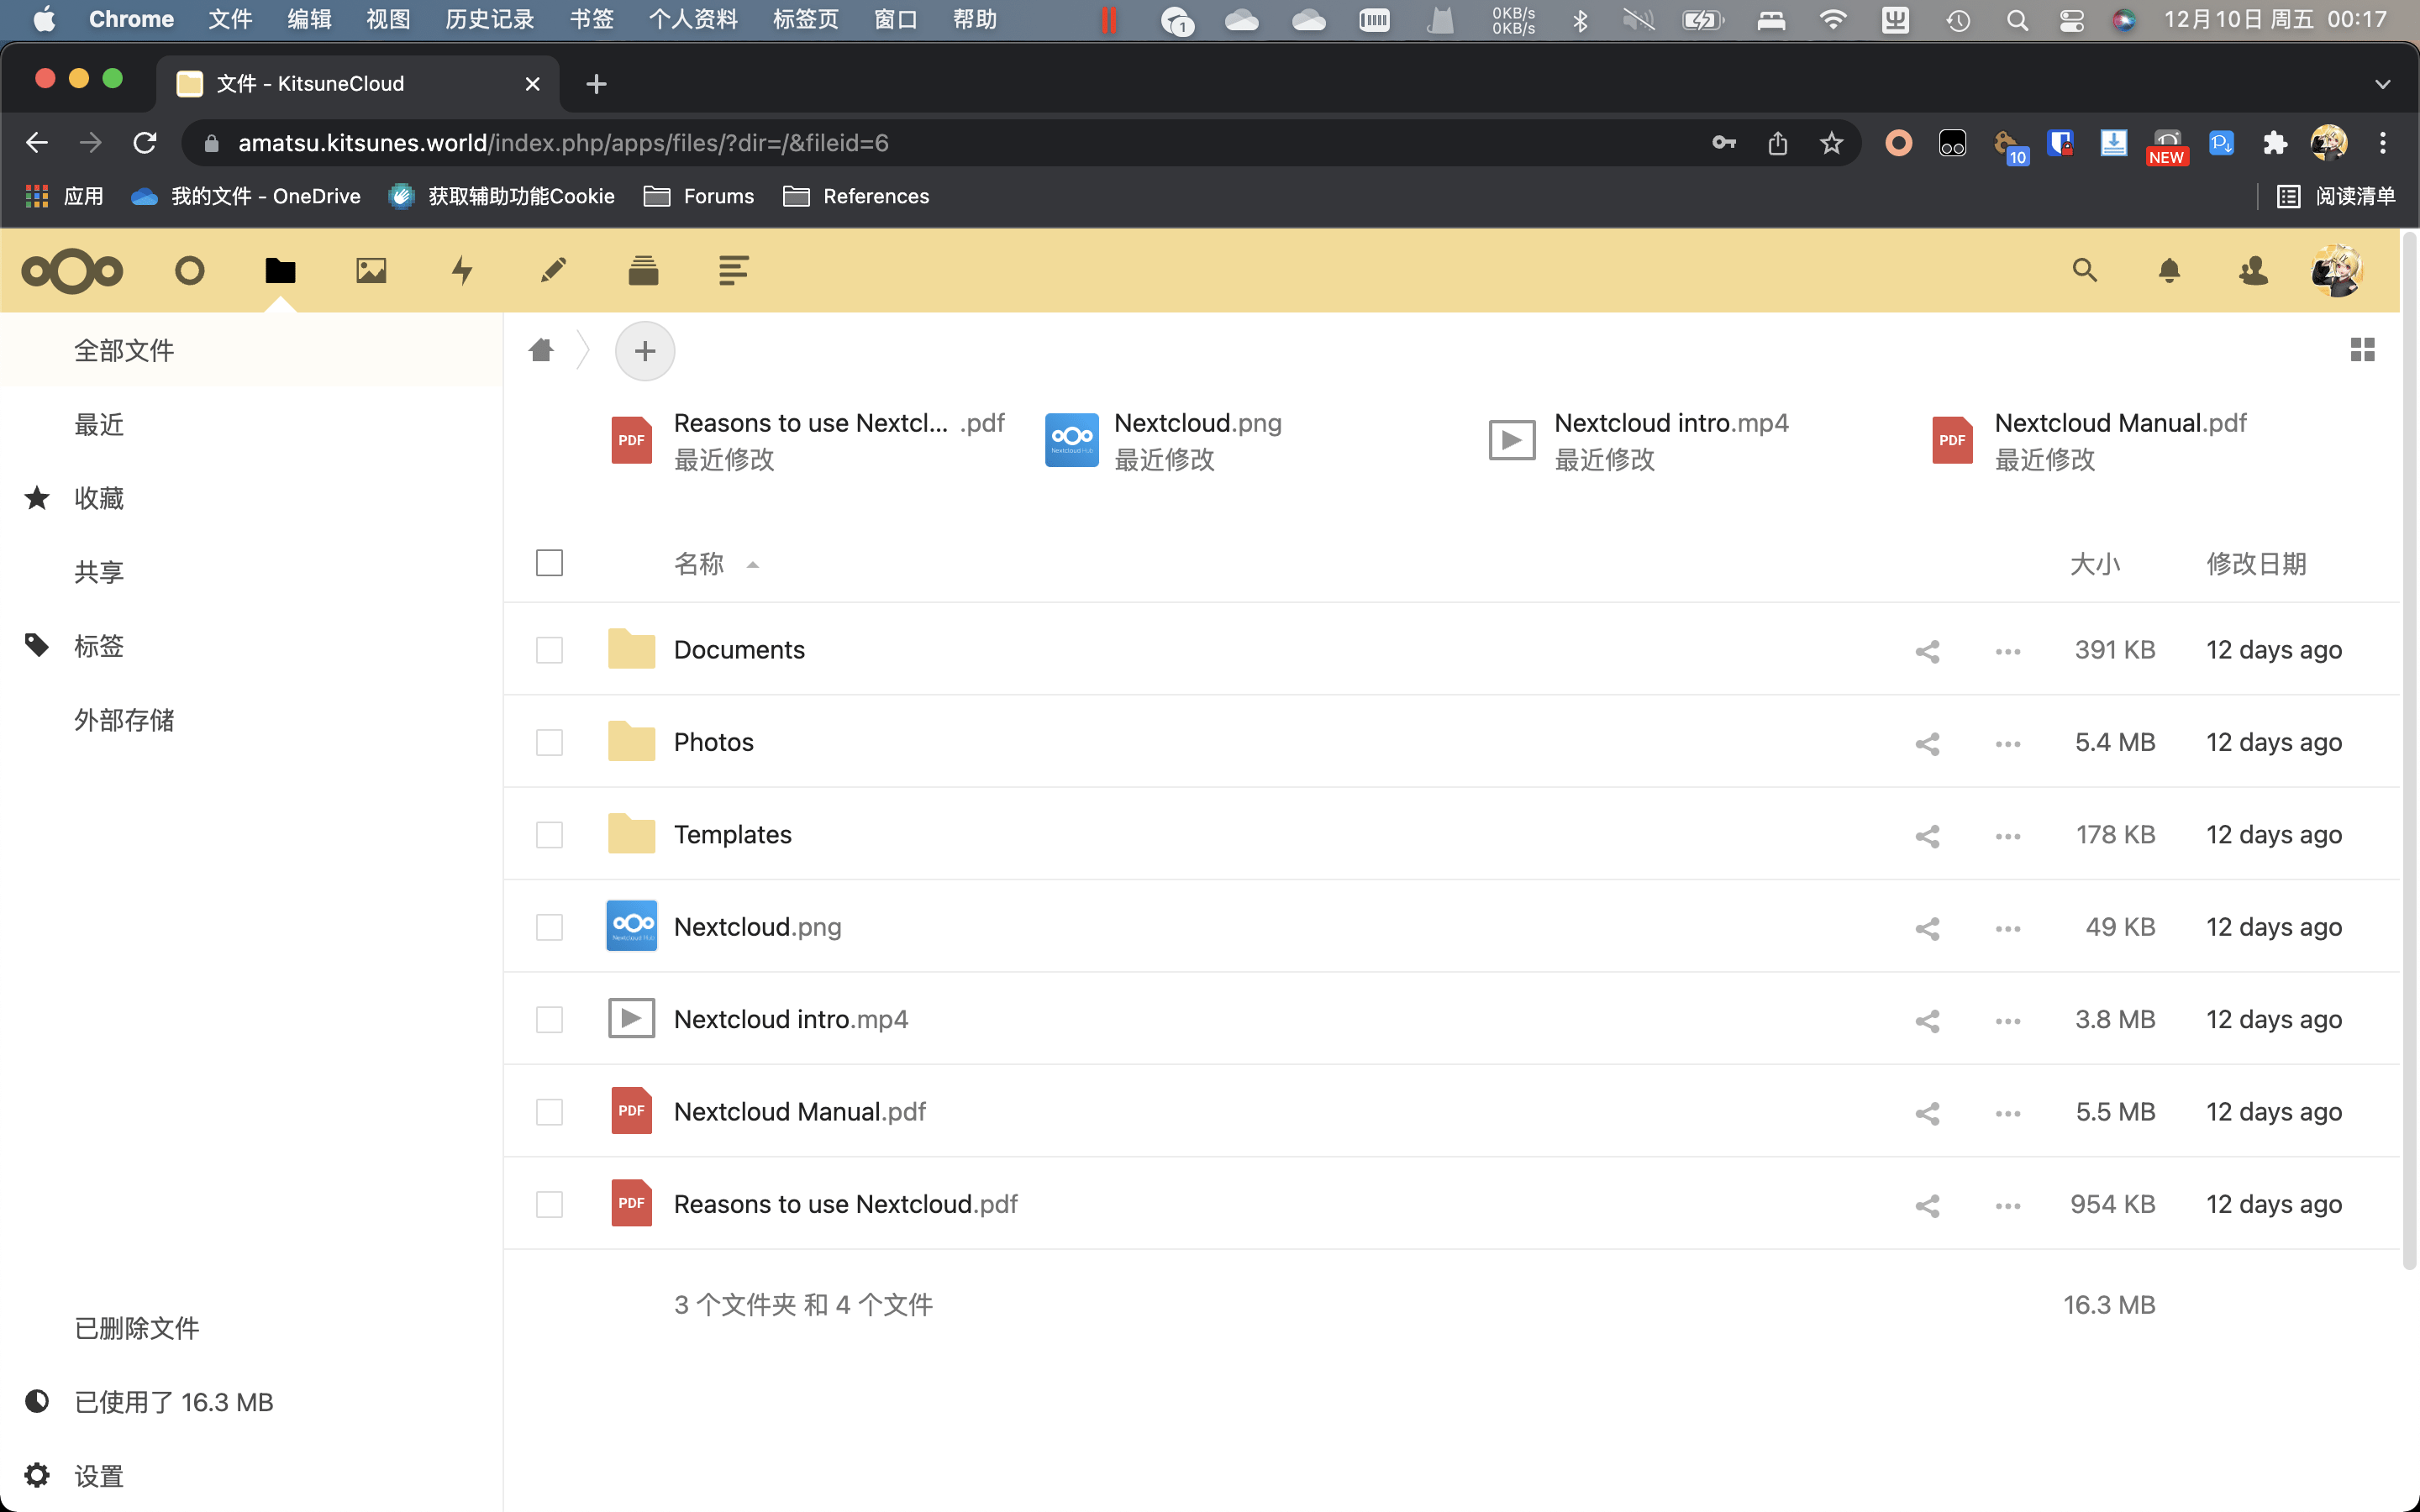 Chrome 文件 编辑 视图 历史记录 书签 个人资料 标签页 窗口 帮助 1 0KB/s 0KB/s 12月10日 周五 00:17
文件 - KitsuneCloud
amatsu.kitsunes.world/index.php/apps/files/?dir=/&fileid=6 10 NEW
应用 我的文件 - OneDrive 获取辅助功能Cookie Forums References 阅读清单
全部文件
最近
收藏
共享
标签
外部存储
已删除文件
已使用了 16.3 MB
设置
PDF Reasons to use Nextcl... .pdf
最近修改
Nextcloud.png
最近修改
Nextcloud intro.mp4
最近修改
PDF Nextcloud Manual.pdf
最近修改
名称 大小 修改日期
Documents 391 KB 12 days ago
Photos 5.4 MB 12 days ago
Templates 178 KB 12 days ago
Nextcloud.png 49 KB 12 days ago
Nextcloud intro.mp4 3.8 MB 12 days ago
PDF Nextcloud Manual.pdf 5.5 MB 12 days ago
PDF Reasons to use Nextcloud.pdf 954 KB 12 days ago
3 个文件夹 和 4 个文件 16.3 MB